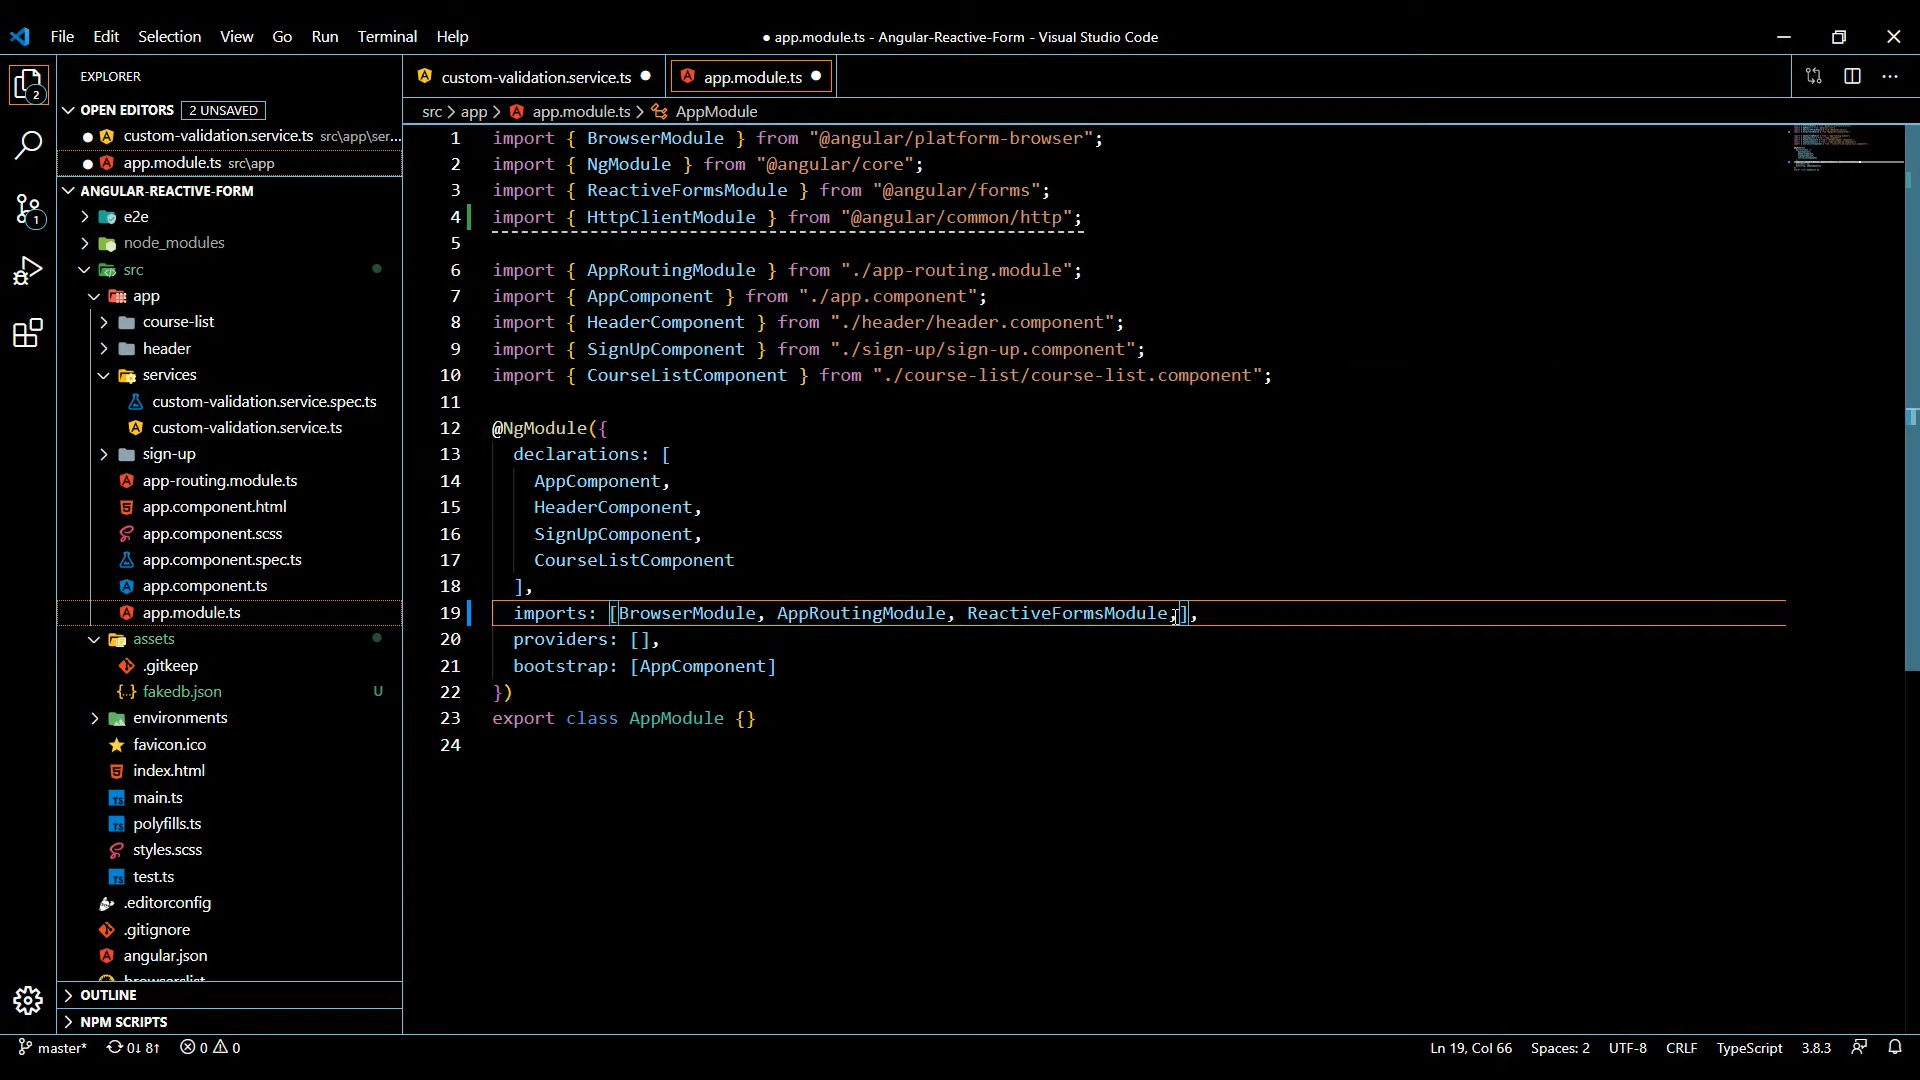 File Edit Selection View Go Run Terminal Help
● app.module.ts - Angular-Reactive-Form - Visual Studio Code
2
1
EXPLORER
OPEN EDITORS 2 UNSAVED
custom-validation.service.ts src\app\ser...
app.module.ts src\app
ANGULAR-REACTIVE-FORM
e2e
node_modules
src
app
course-list
header
services
custom-validation.service.spec.ts
custom-validation.service.ts
sign-up
app-routing.module.ts
app.component.html
app.component.scss
app.component.spec.ts
app.component.ts
app.module.ts
assets
.gitkeep
fakedb.json U
environments
favicon.ico
index.html
main.ts
polyfills.ts
styles.scss
test.ts
.editorconfig
.gitignore
angular.json
browserslist
OUTLINE
NPM SCRIPTS
custom-validation.service.ts ● app.module.ts ●
src > app > app.module.ts > AppModule
1 import { BrowserModule } from "@angular/platform-browser";
2 import { NgModule } from "@angular/core";
3 import { ReactiveFormsModule } from "@angular/forms";
4 import { HttpClientModule } from "@angular/common/http";
5
6 import { AppRoutingModule } from "./app-routing.module";
7 import { AppComponent } from "./app.component";
8 import { HeaderComponent } from "./header/header.component";
9 import { SignUpComponent } from "./sign-up/sign-up.component";
10 import { CourseListComponent } from "./course-list/course-list.component";
11
12 @NgModule({
13 declarations: [
14 AppComponent,
15 HeaderComponent,
16 SignUpComponent,
17 CourseListComponent
18 ],
19 imports: [BrowserModule, AppRoutingModule, ReactiveFormsModule,],
20 providers: [],
21 bootstrap: [AppComponent]
22 })
23 export class AppModule {}
24
master* 0↓ 8↑ 0 0
Ln 19, Col 66 Spaces: 2 UTF-8 CRLF TypeScript 3.8.3